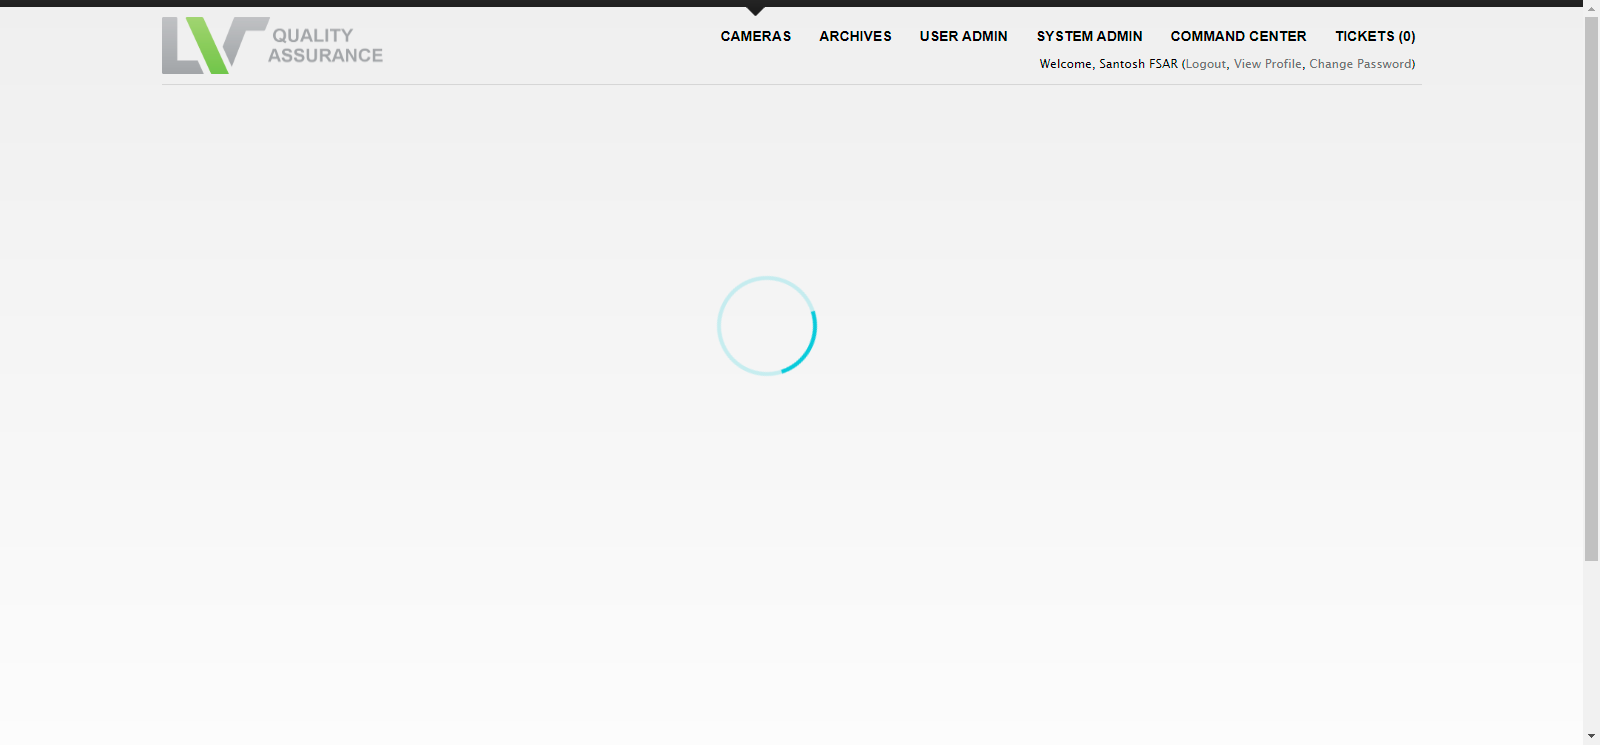 QUALITY
ASSURANCE
CAMERAS ARCHIVES USER ADMIN SYSTEM ADMIN COMMAND CENTER TICKETS (0)
Welcome, Santosh FSAR (Logout, View Profile, Change Password)